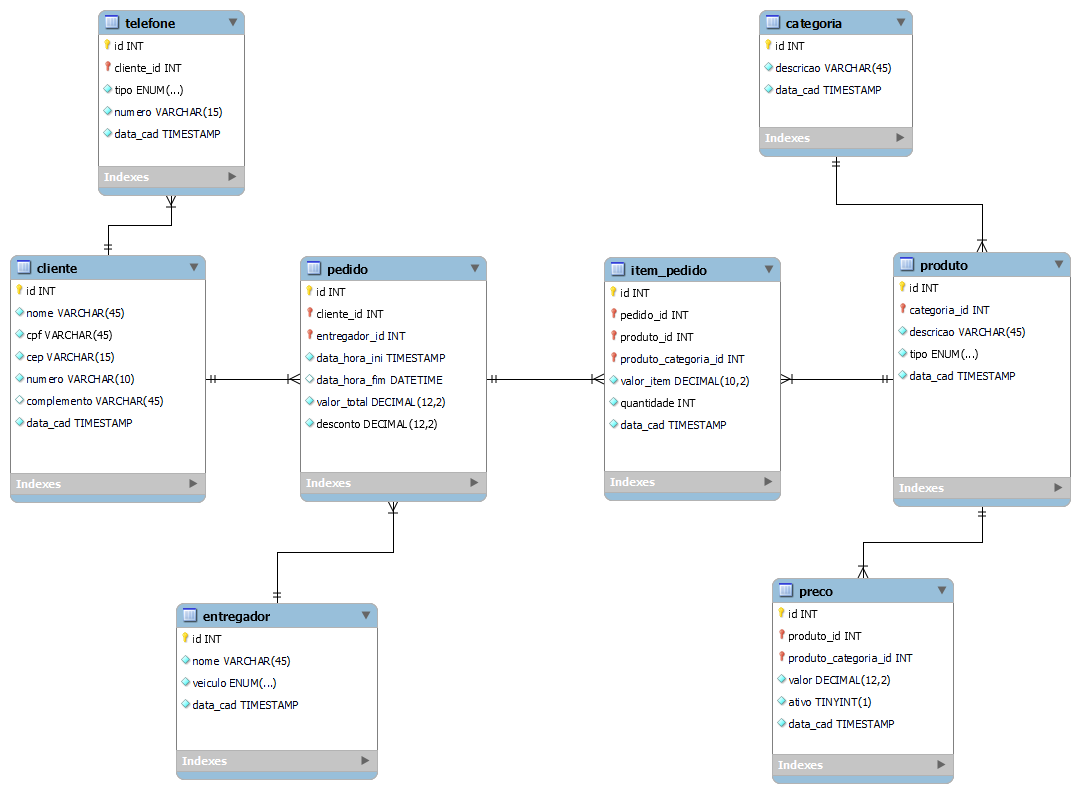 telefone
id INT
cliente_id INT
tipo ENUM(...)
numero VARCHAR(15)
data_cad TIMESTAMP
Indexes
categoria
id INT
descricao VARCHAR(45)
data_cad TIMESTAMP
Indexes
cliente
id INT
nome VARCHAR(45)
cpf VARCHAR(45)
cep VARCHAR(15)
numero VARCHAR(10)
complemento VARCHAR(45)
data_cad TIMESTAMP
Indexes
pedido
id INT
cliente_id INT
entregador_id INT
data_hora_ini TIMESTAMP
data_hora_fim DATETIME
valor_total DECIMAL(12,2)
desconto DECIMAL(12,2)
Indexes
item_pedido
id INT
pedido_id INT
produto_id INT
produto_categoria_id INT
valor_item DECIMAL(10,2)
quantidade INT
data_cad TIMESTAMP
Indexes
produto
id INT
categoria_id INT
descricao VARCHAR(45)
tipo ENUM(...)
data_cad TIMESTAMP
Indexes
entregador
id INT
nome VARCHAR(45)
veiculo ENUM(...)
data_cad TIMESTAMP
Indexes
preco
id INT
produto_id INT
produto_categoria_id INT
valor DECIMAL(12,2)
ativo TINYINT(1)
data_cad TIMESTAMP
Indexes